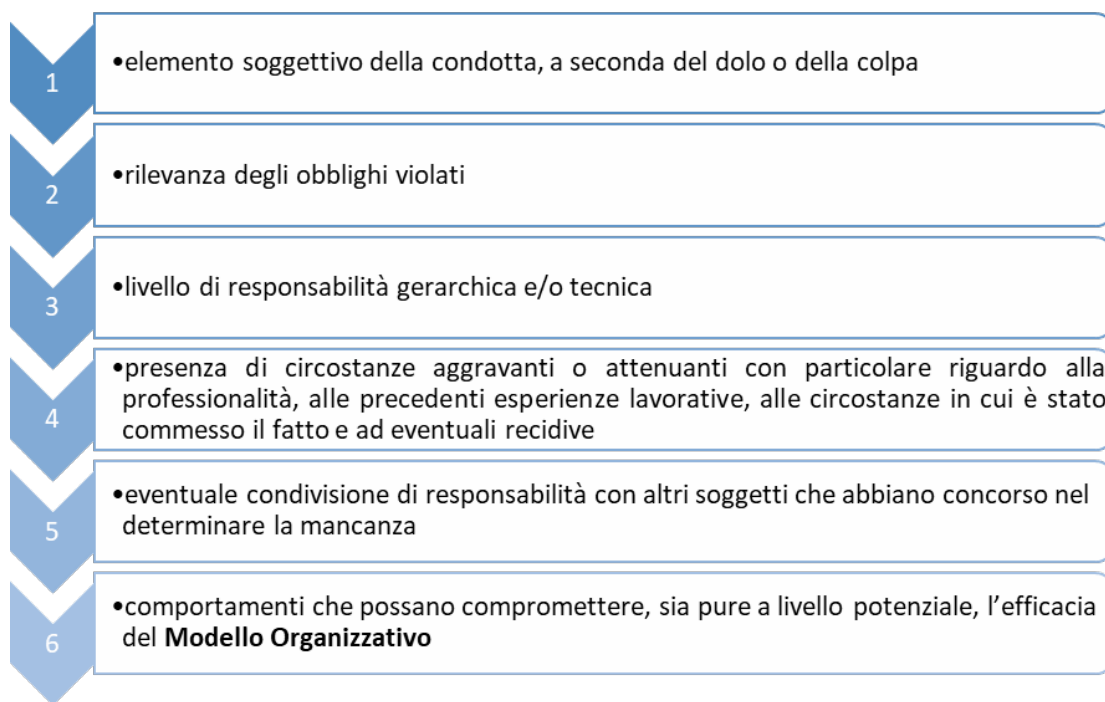 1
•elemento soggettivo della condotta, a seconda del dolo o della colpa
2
•rilevanza degli obblighi violati
3
•livello di responsabilità gerarchica e/o tecnica
4
•presenza di circostanze aggravanti o attenuanti con particolare riguardo alla
professionalità, alle precedenti esperienze lavorative, alle circostanze in cui è stato
commesso il fatto e ad eventuali recidive
5
•eventuale condivisione di responsabilità con altri soggetti che abbiano concorso nel
determinare la mancanza
6
•comportamenti che possano compromettere, sia pure a livello potenziale, l’efficacia
del Modello Organizzativo